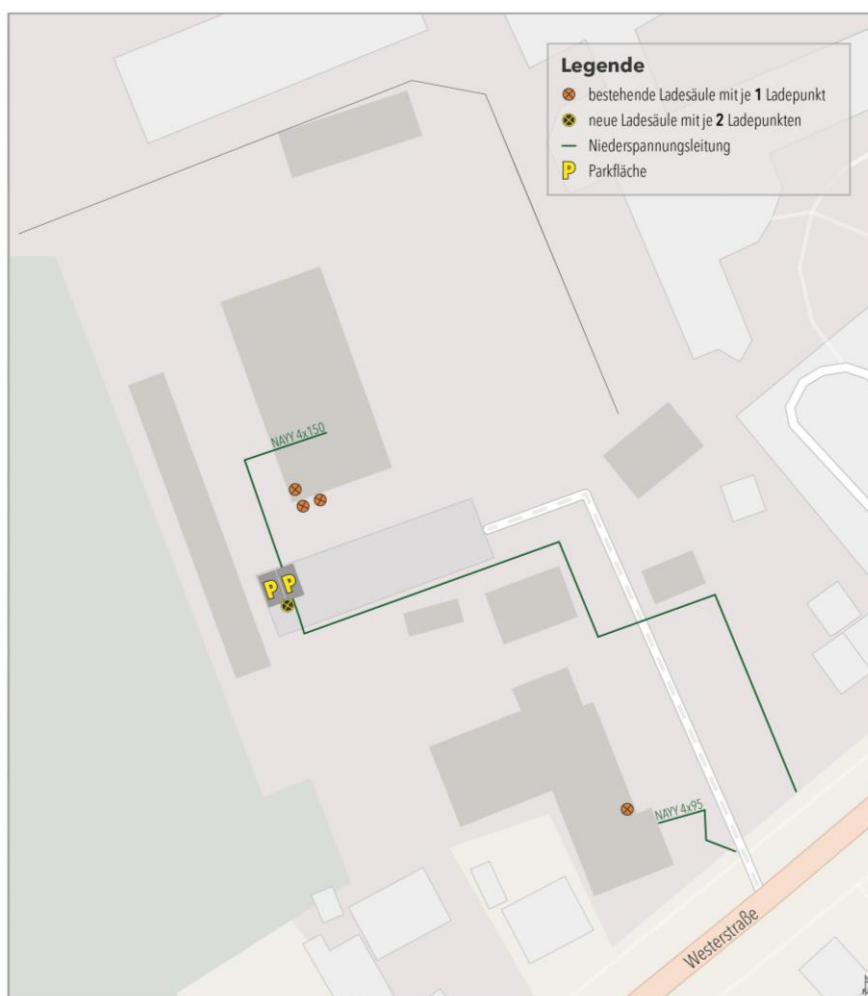 Legende
bestehende Ladesäule mit je 1 Ladepunkt
neue Ladesäule mit je 2 Ladepunkten
Niederspannungsleitung
P Parkfläche
NAYY 4x150
P P
NAYY 4x95
Westerstraße